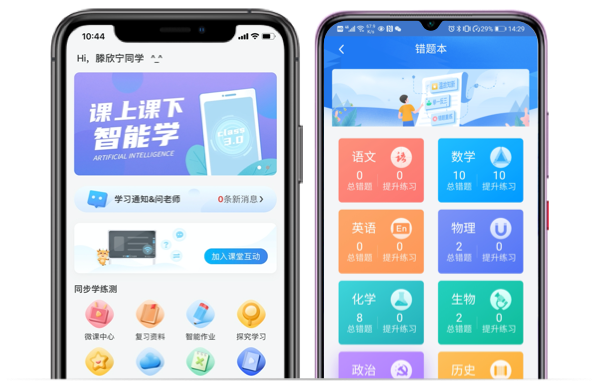 10:44
Hi，滕欣宁同学 ^_^
课上课下
智能学
ARTIFICIAL INTELLIGENCE
3.0
学习通知&问老师
0条新消息 >
加入课堂互动
同步学练测
微课中心
复习资料
智能作业
探究学习
29%
14:29
错题本
语文
0 0
总错题 提升练习
数学
10 10
总错题 提升练习
英语
En
0 0
总错题 提升练习
物理
2 0
总错题 提升练习
化学
8 0
总错题 提升练习
生物
2 0
总错题 提升练习
政治
历史